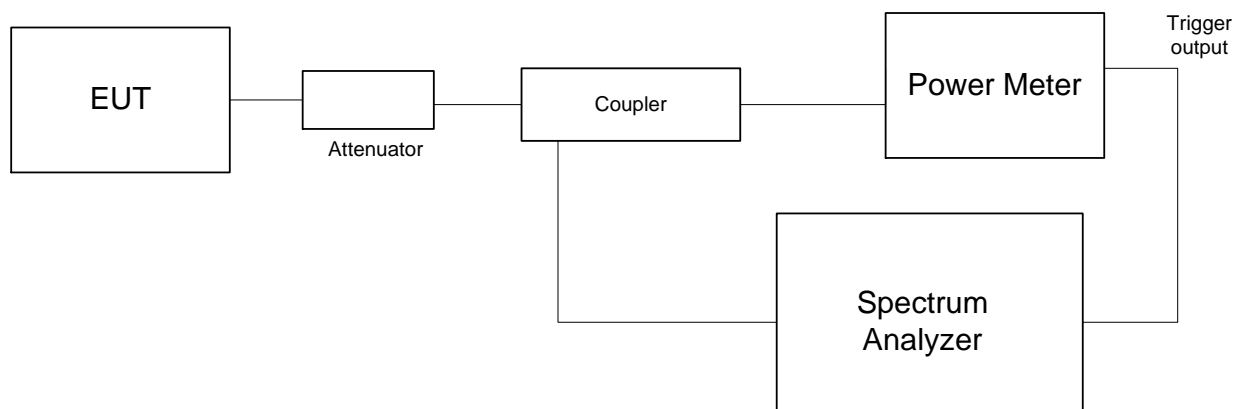 Trigger
output
EUT
Attenuator
Coupler
Power Meter
Spectrum
Analyzer